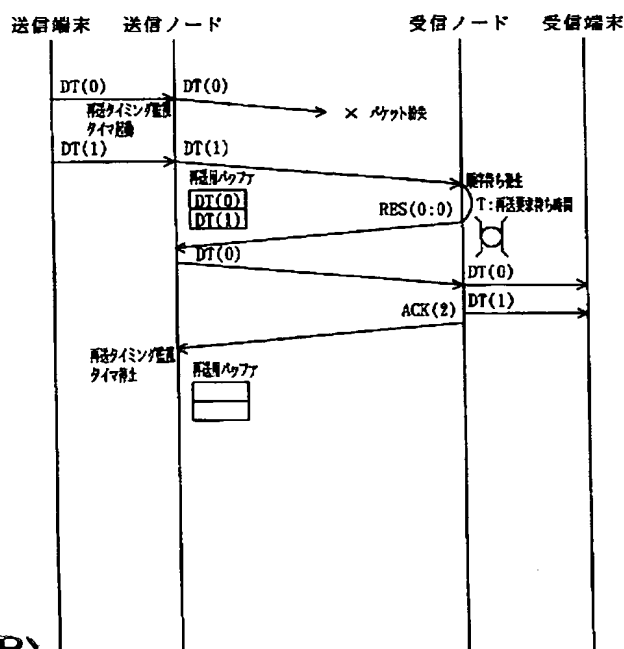 送信端末 送信ノード 受信ノード 受信端末
DT(0) DT(0)
再送タイミング監視
タイマ起動
× パケット紛失
DT(1) DT(1)
再送用バッファ
DT(0)
DT(1)
順序待ち発生
T:再送要求待ち時間
RES(0:0)
DT(0)
DT(0)
DT(1)
ACK(2)
再送タイミング監視
タイマ停止
再送用バッファ